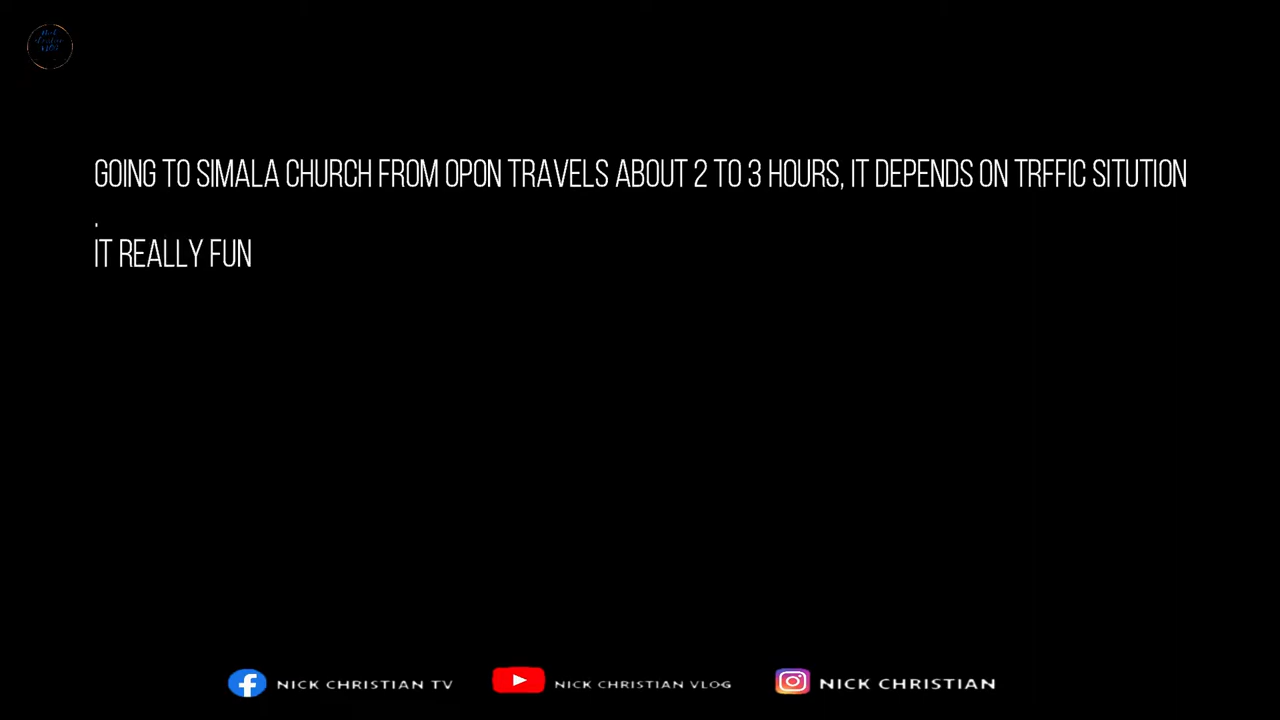 GOING TO SIMALA CHURCH FROM OPON TRAVELS ABOUT 2 TO 3 HOURS, IT DEPENDS ON TRFFIC SITUTION
.
IT REALLY FUN
NICK CHRISTIAN TV NICK CHRISTIAN VLOG NICK CHRISTIAN